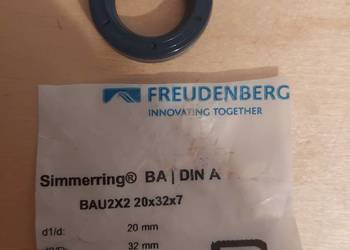 FREUDENBERG
INNOVATING TOGETHER
Simmerring® BA | DIN A
BAU2X2 20x32x7
d1/d: 20 mm
32 mm